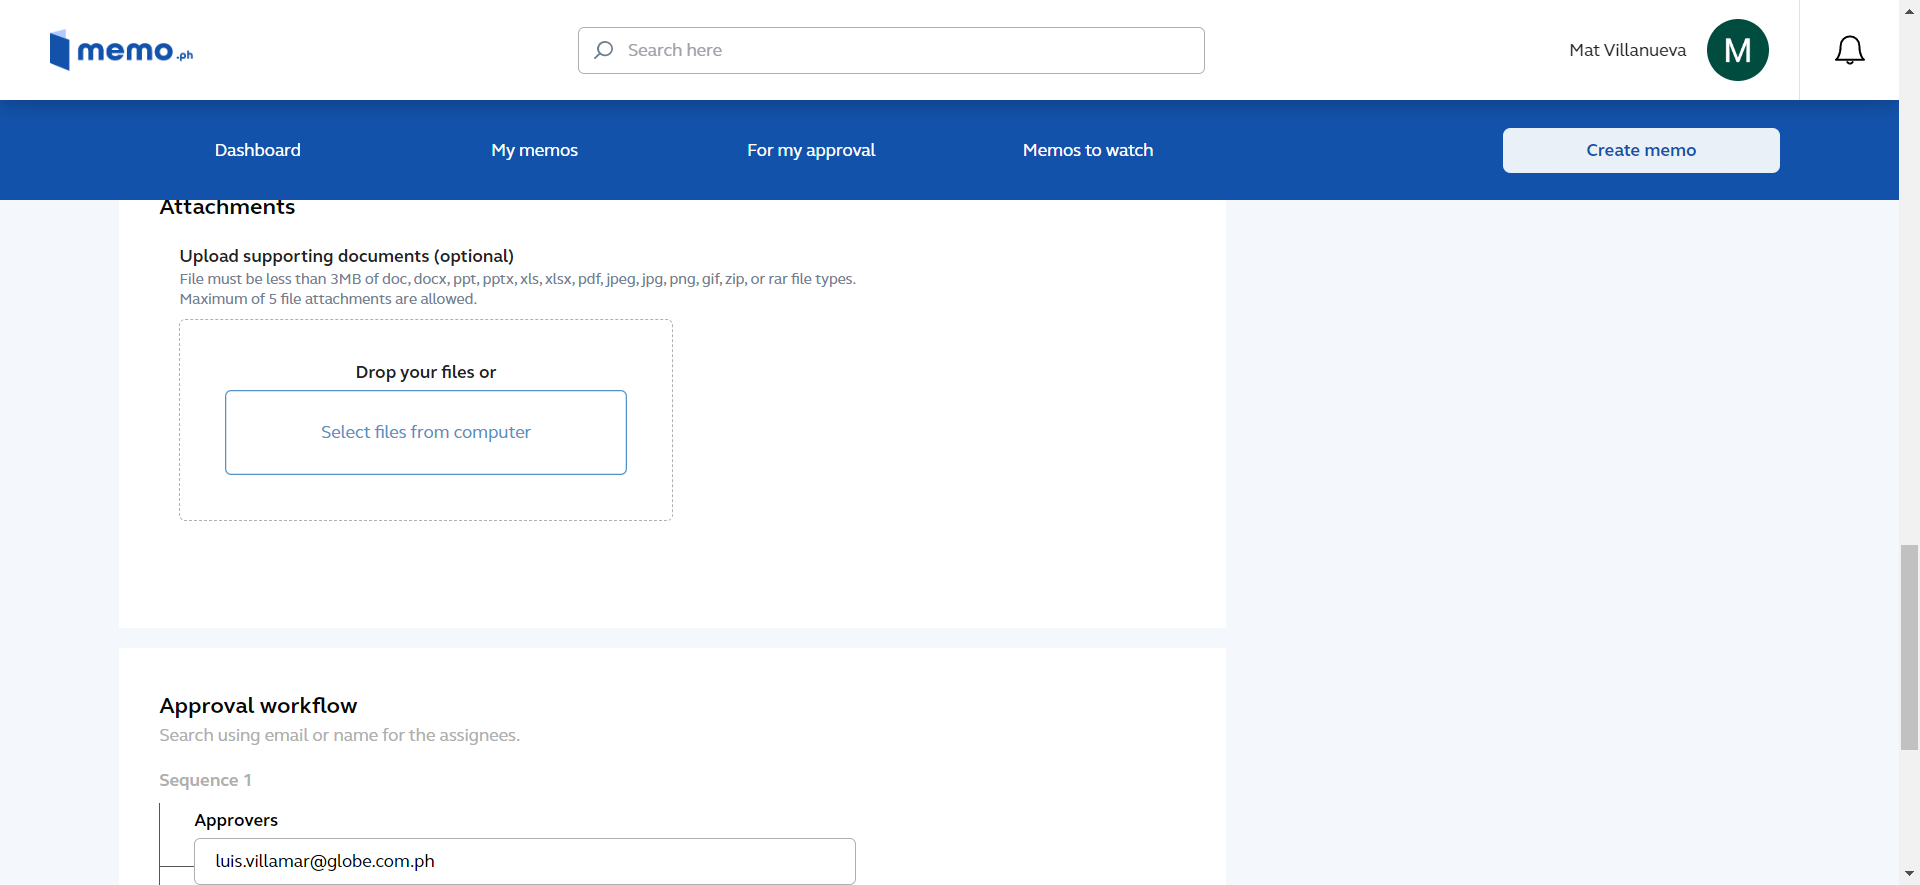 memo.ph
Search here
Mat Villanueva
M
Dashboard
My memos
For my approval
Memos to watch
Create memo
Attachments
Upload supporting documents (optional)
File must be less than 3MB of doc, docx, ppt, pptx, xls, xlsx, pdf, jpeg, jpg, png, gif, zip, or rar file types.
Maximum of 5 file attachments are allowed.
Drop your files or
Select files from computer
Approval workflow
Search using email or name for the assignees.
Sequence 1
Approvers
luis.villamar@globe.com.ph